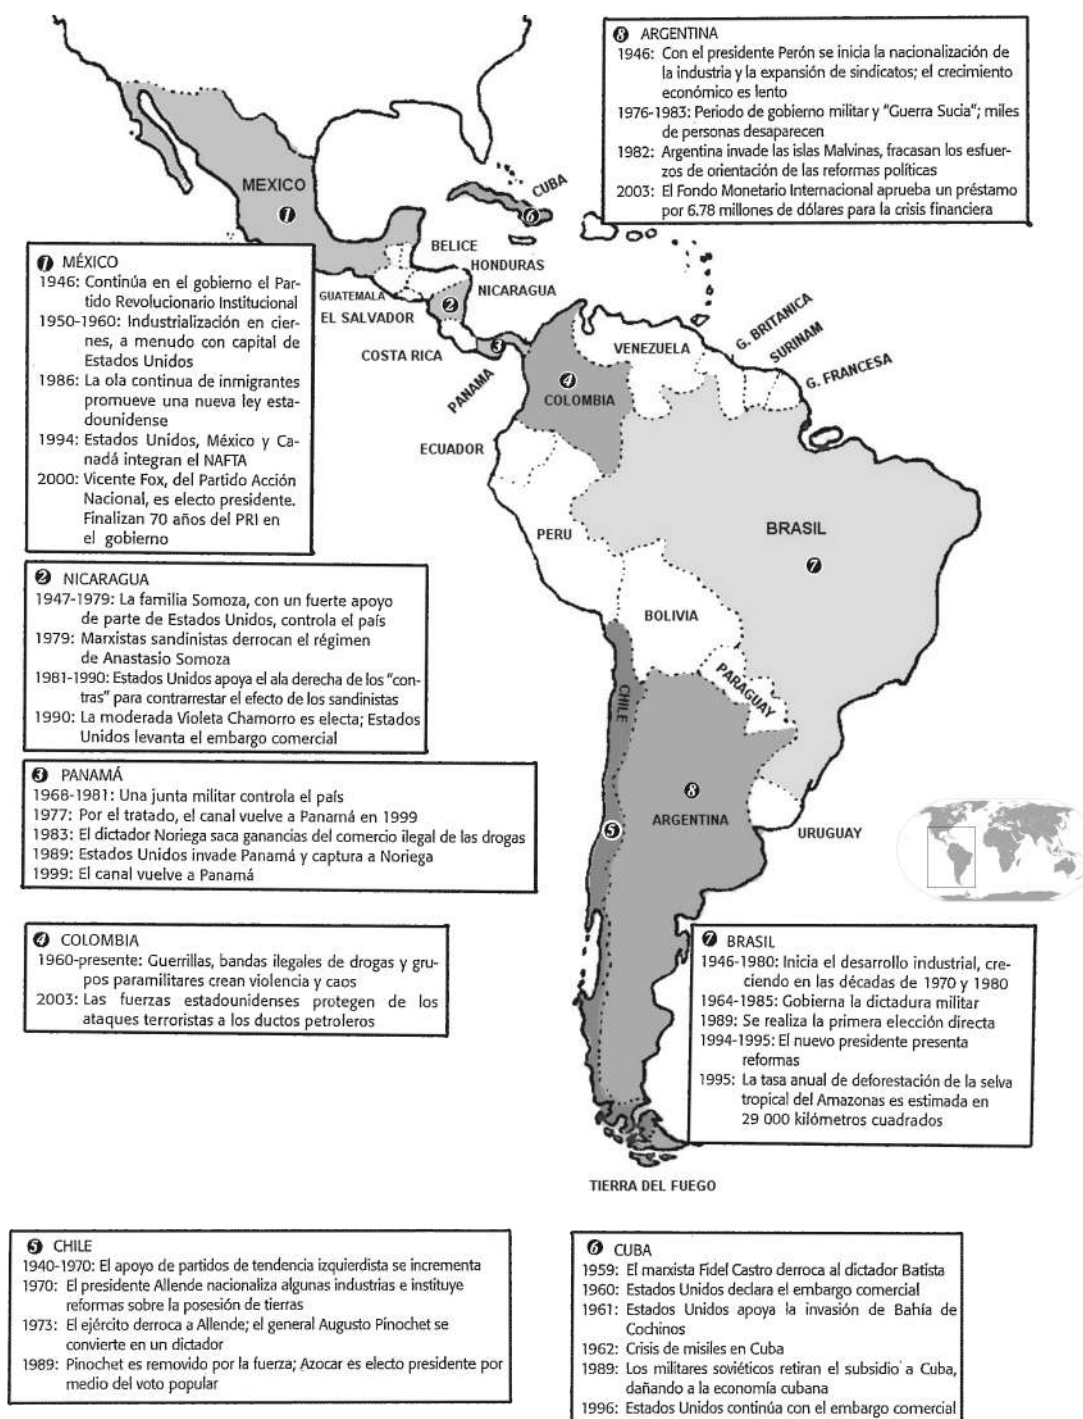 ❽ ARGENTINA
1946: Con el presidente Perón se inicia la nacionalización de
la industria y la expansión de sindicatos; el crecimiento
económico es lento
1976-1983: Periodo de gobierno militar y "Guerra Sucia"; miles
de personas desaparecen
1982: Argentina invade las islas Malvinas, fracasan los esfuer-
zos de orientación de las reformas políticas
2003: El Fondo Monetario Internacional aprueba un préstamo
por 6.78 millones de dólares para la crisis financiera
MEXICO
❶
CUBA
❻
BELICE
HONDURAS
GUATEMALA
NICARAGUA
❷
EL SALVADOR
COSTA RICA
❸
PANAMA
VENEZUELA
G. BRITANICA
SURINAM
G. FRANCESA
❹
COLOMBIA
ECUADOR
PERU
BRASIL
❼
BOLIVIA
PARAGUAY
CHILE
❺
❽
ARGENTINA
URUGUAY
TIERRA DEL FUEGO
❶ MÉXICO
1946: Continúa en el gobierno el Par-
tido Revolucionario Institucional
1950-1960: Industrialización en cier-
nes, a menudo con capital de
Estados Unidos
1986: La ola continua de inmigrantes
promueve una nueva ley esta-
dounidense
1994: Estados Unidos, México y Ca-
nadá integran el NAFTA
2000: Vicente Fox, del Partido Acción
Nacional, es electo presidente.
Finalizan 70 años del PRI en
el gobierno
❷ NICARAGUA
1947-1979: La familia Somoza, con un fuerte apoyo
de parte de Estados Unidos, controla el país
1979: Marxistas sandinistas derrocan el régimen
de Anastasio Somoza
1981-1990: Estados Unidos apoya el ala derecha de los "con-
tras" para contrarrestar el efecto de los sandinistas
1990: La moderada Violeta Chamorro es electa; Estados
Unidos levanta el embargo comercial
❸ PANAMÁ
1968-1981: Una junta militar controla el país
1977: Por el tratado, el canal vuelve a Panamá en 1999
1983: El dictador Noriega saca ganancias del comercio ilegal de las drogas
1989: Estados Unidos invade Panamá y captura a Noriega
1999: El canal vuelve a Panamá
❹ COLOMBIA
1960-presente: Guerrillas, bandas ilegales de drogas y gru-
pos paramilitares crean violencia y caos
2003: Las fuerzas estadounidenses protegen de los
ataques terroristas a los ductos petroleros
❼ BRASIL
1946-1980: Inicia el desarrollo industrial, cre-
ciendo en las décadas de 1970 y 1980
1964-1985: Gobierna la dictadura militar
1989: Se realiza la primera elección directa
1994-1995: El nuevo presidente presenta
reformas
1995: La tasa anual de deforestación de la selva
tropical del Amazonas es estimada en
29 000 kilómetros cuadrados
❺ CHILE
1940-1970: El apoyo de partidos de tendencia izquierdista se incrementa
1970: El presidente Allende nacionaliza algunas industrias e instituye
reformas sobre la posesión de tierras
1973: El ejército derroca a Allende; el general Augusto Pinochet se
convierte en un dictador
1989: Pinochet es removido por la fuerza; Azocar es electo presidente por
medio del voto popular
❻ CUBA
1959: El marxista Fidel Castro derroca al dictador Batista
1960: Estados Unidos declara el embargo comercial
1961: Estados Unidos apoya la invasión de Bahía de
Cochinos
1962: Crisis de misiles en Cuba
1989: Los militares soviéticos retiran el subsidio a Cuba,
dañando a la economía cubana
1996: Estados Unidos continúa con el embargo comercial